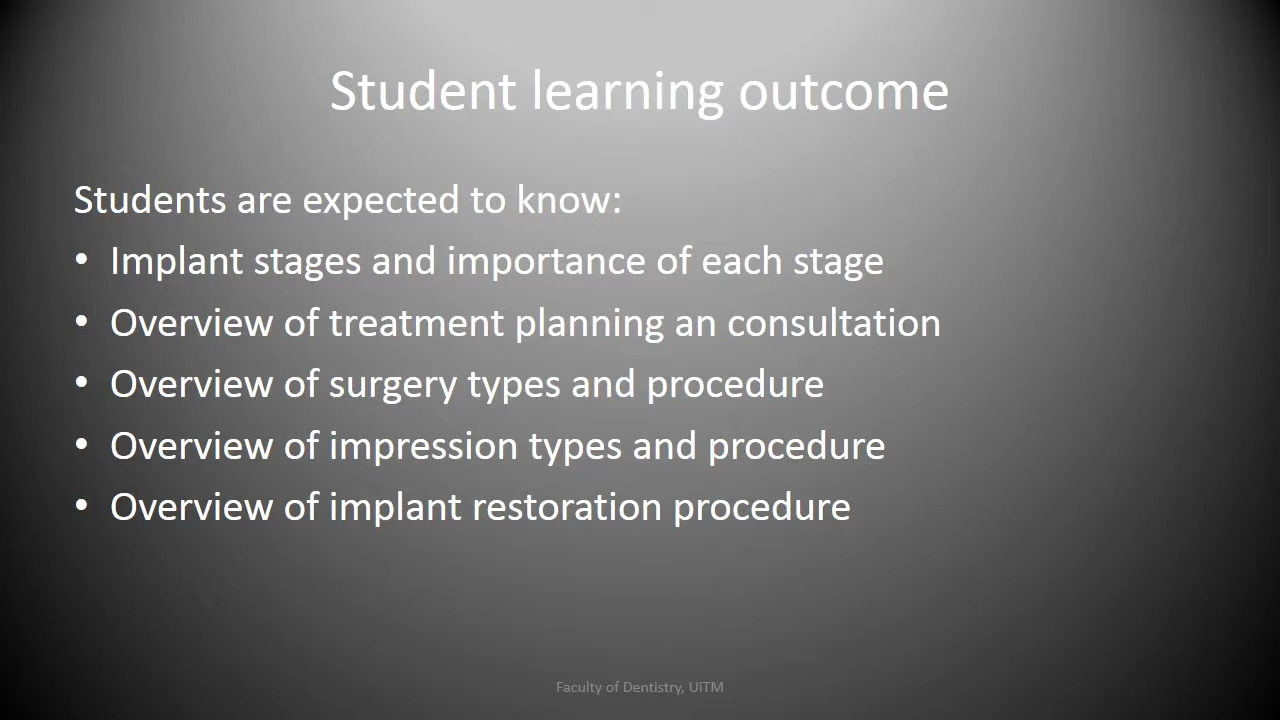 Student learning outcome
Students are expected to know:
• Implant stages and importance of each stage
• Overview of treatment planning an consultation
• Overview of surgery types and procedure
• Overview of impression types and procedure
• Overview of implant restoration procedure
Faculty of Dentistry, UiTM